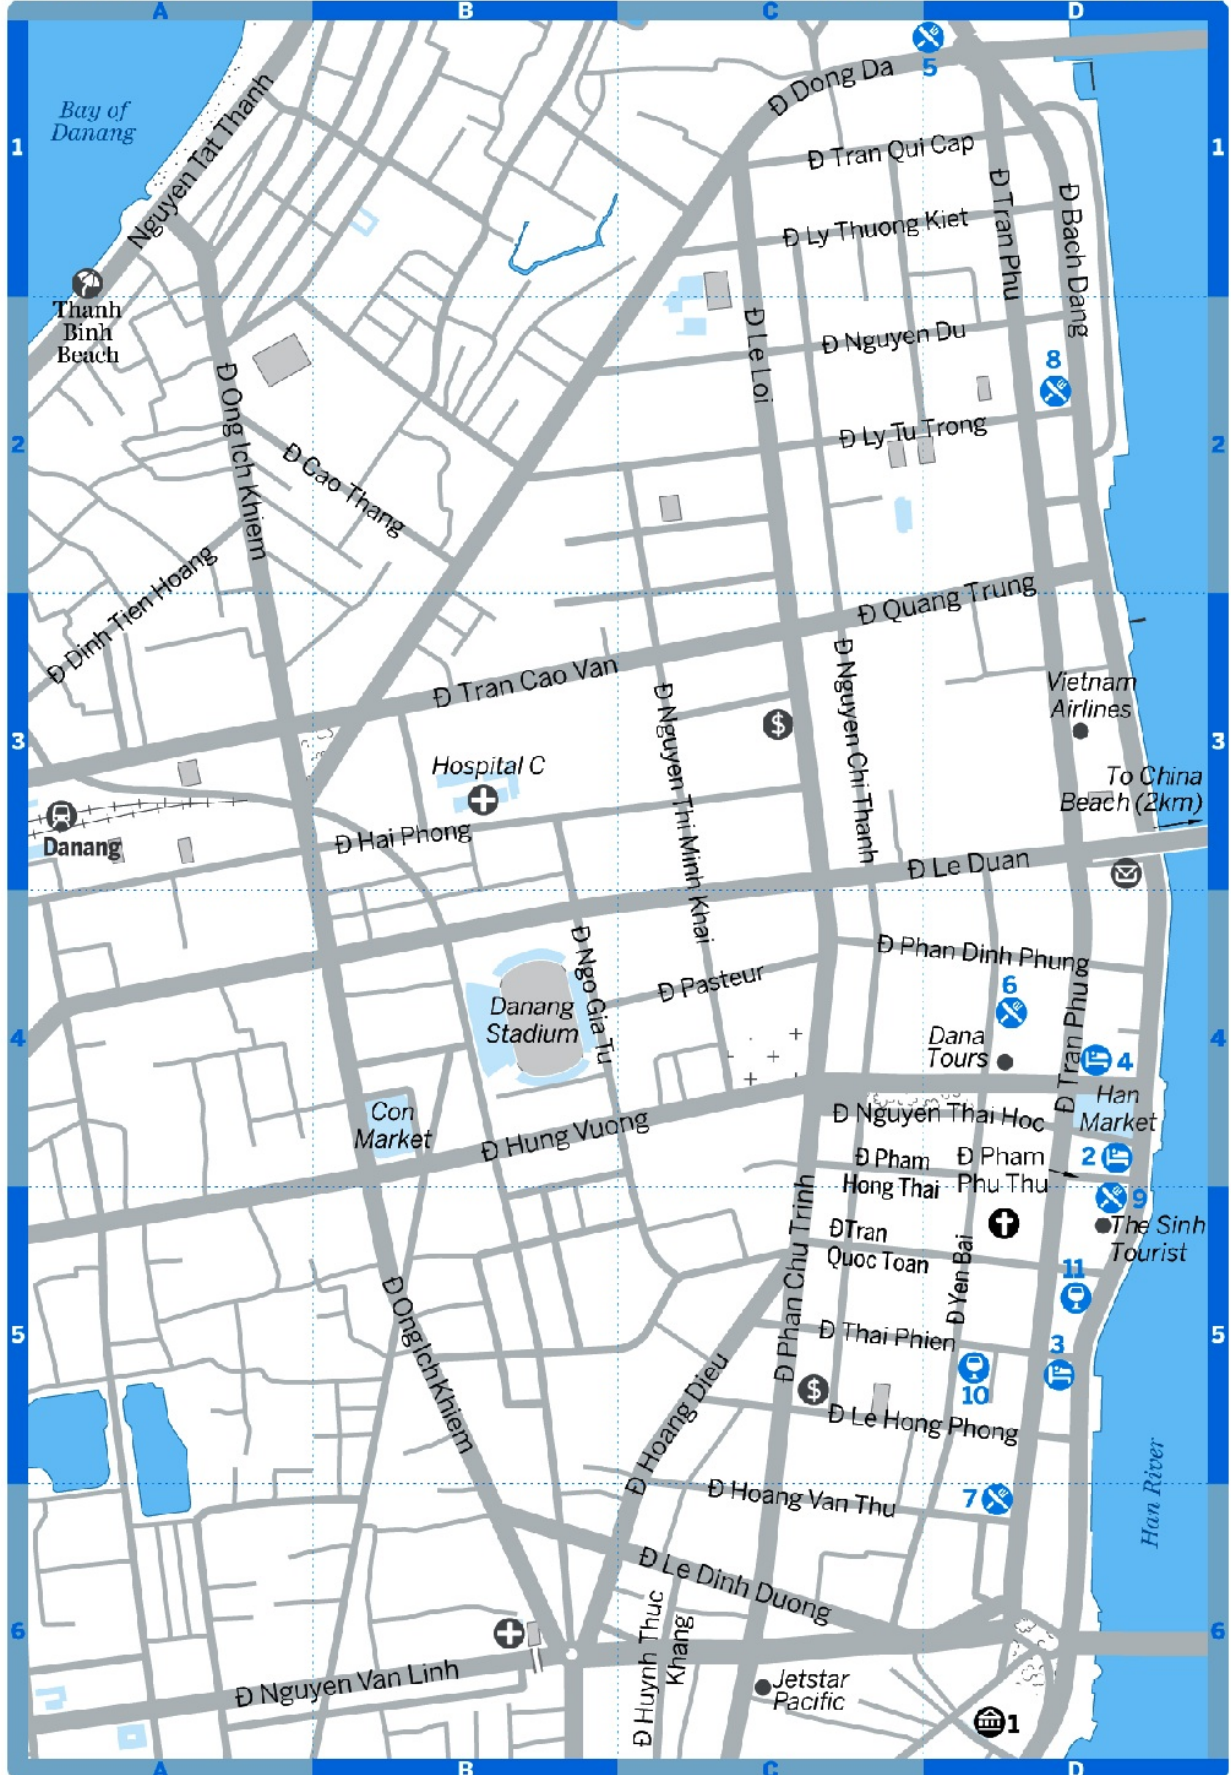 A
B
C
D
5
Đ Dong Da
Bay of
Danang
1
1
Nguyen Tat Thanh
Đ Tran Qui Cap
Đ Tran Phu
Đ Bach Dang
Đ Ly Thuong Kiet
Thanh
Binh
Beach
Đ Le Loi
Đ Nguyen Du
8
Đ Ong Ich Khiem
Đ Ly Tu Trong
2
2
Đ Cao Thang
Đ Dinh Tien Hoang
Đ Quang Trung
Đ Tran Cao Van
Đ Nguyen Thi Minh Khai
Đ Nguyen Chi Thanh
Vietnam
Airlines
$
3
3
Hospital C
To China
Beach (2km)
Danang
Đ Hai Phong
Đ Le Duan
Đ Ngo Gia Tu
Đ Phan Dinh Phung
Đ Pasteur
6
Danang
Stadium
Đ Tran Phu
4
4
Dana
Tours
4
Con
Market
Đ Hung Vuong
Han
Market
Đ Nguyen Thai Hoc
2
Đ Pham
Hong Thai
Đ Pham
Phu Thu
9
Đ Phan Chu Trinh
The Sinh
Tourist
ĐTran
Quoc Toan
Đ Yen Bai
11
Đ Ong Ich Khiem
5
5
Đ Thai Phien
3
Đ Hoang Dieu
$
10
Đ Le Hong Phong
Han River
Đ Hoang Van Thu
7
Đ Le Dinh Duong
6
6
Đ Huynh Thuc
Khang
Đ Nguyen Van Linh
Jetstar
Pacific
1
A
B
C
D